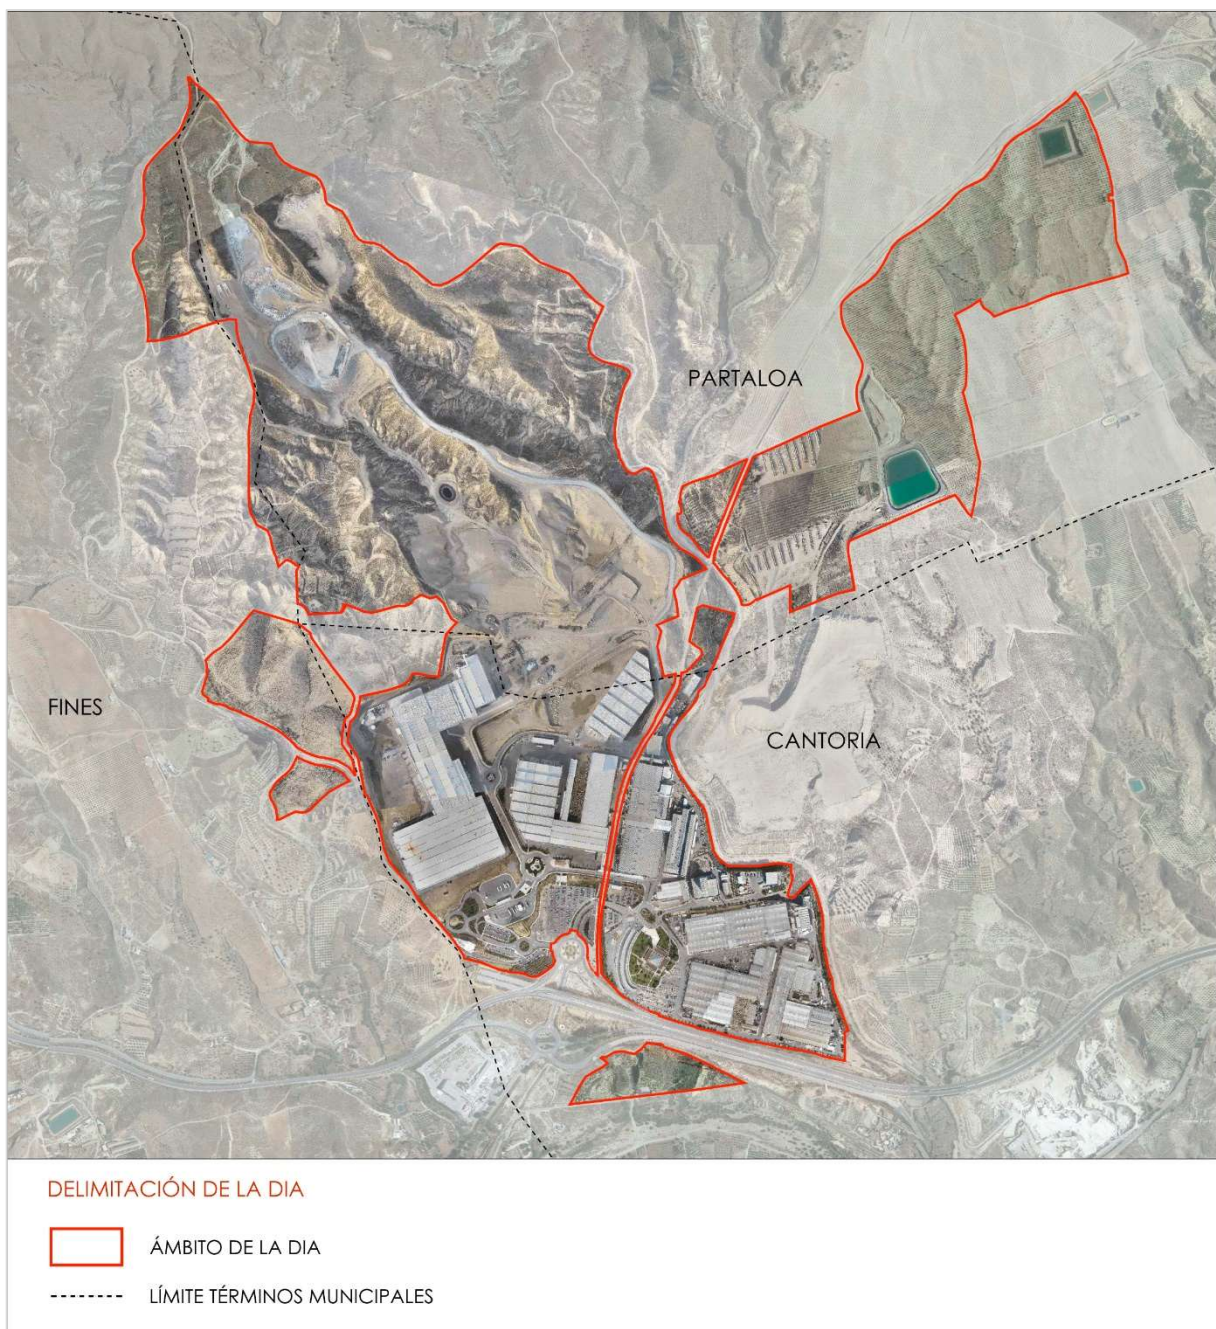 PARTALOA
FINES
CANTORIA
DELIMITACIÓN DE LA DIA
ÁMBITO DE LA DIA
LÍMITE TÉRMINOS MUNICIPALES